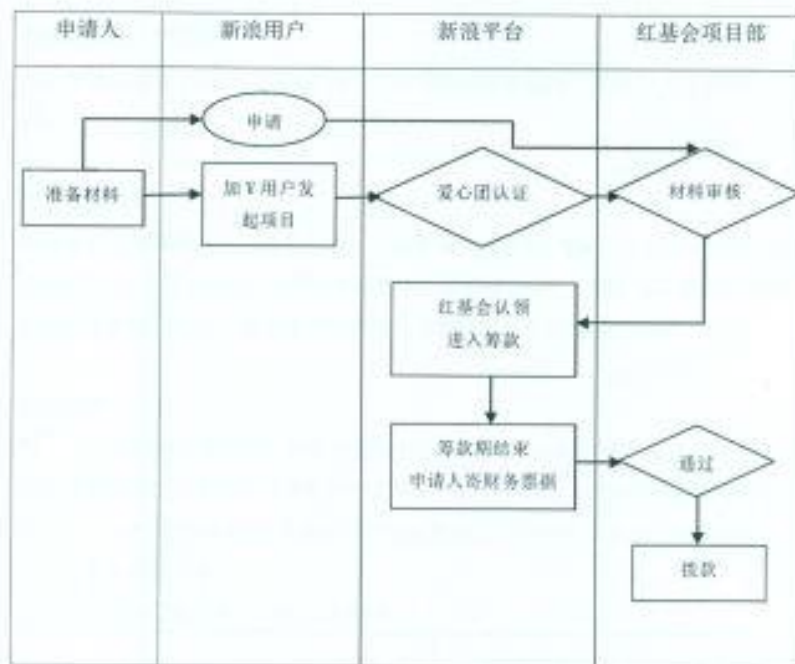 申请人
新浪用户
新浪平台
红基会项目部
申请
准备材料
加V用户发
起项目
爱心团认证
材料审核
红基会认领
进入筹款
筹款期结束
申请人寄财务票据
通过
拨款